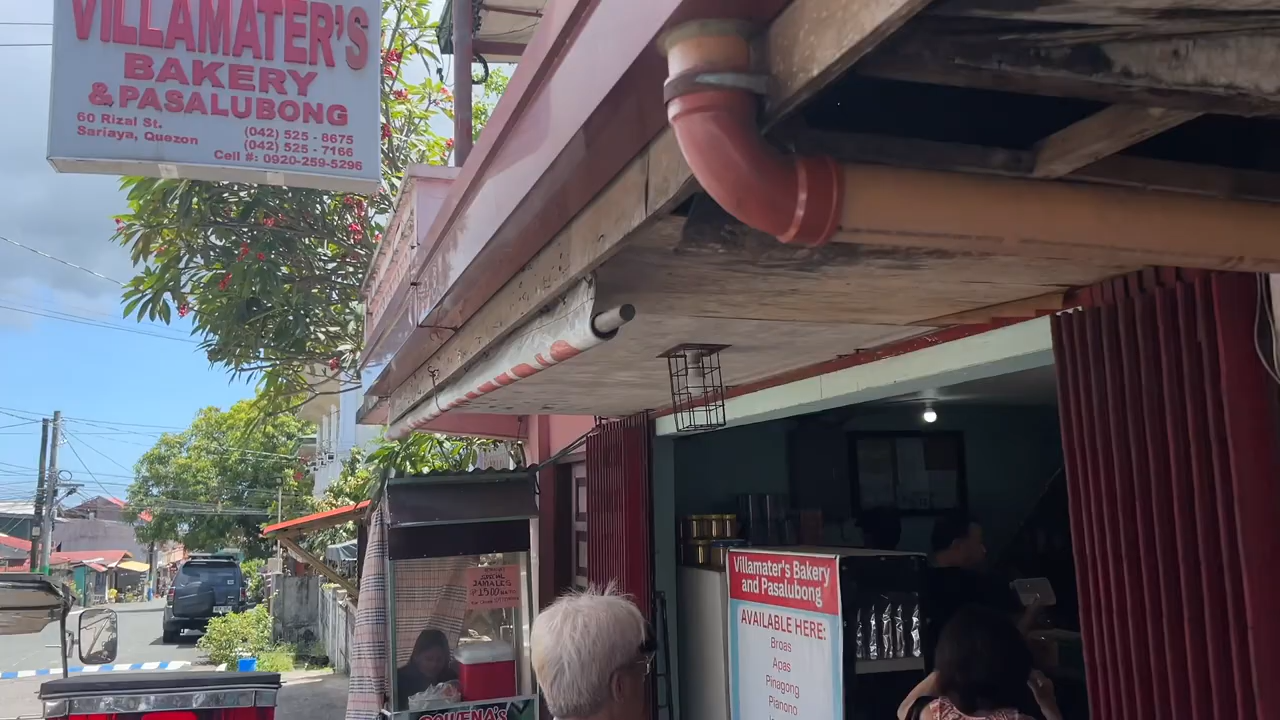 VILLAMATER'S
BAKERY
& PASALUBONG
60 Rizal St.
Sariaya, Quezon
(042) 525 - 8675
(042) 525 - 7166
Cell #: 0920-259-5296
SPECIAL
Villamater's Bakery
and Pasalubong
AVAILABLE HERE:
Broas
Apas
Pinagong
Pianono